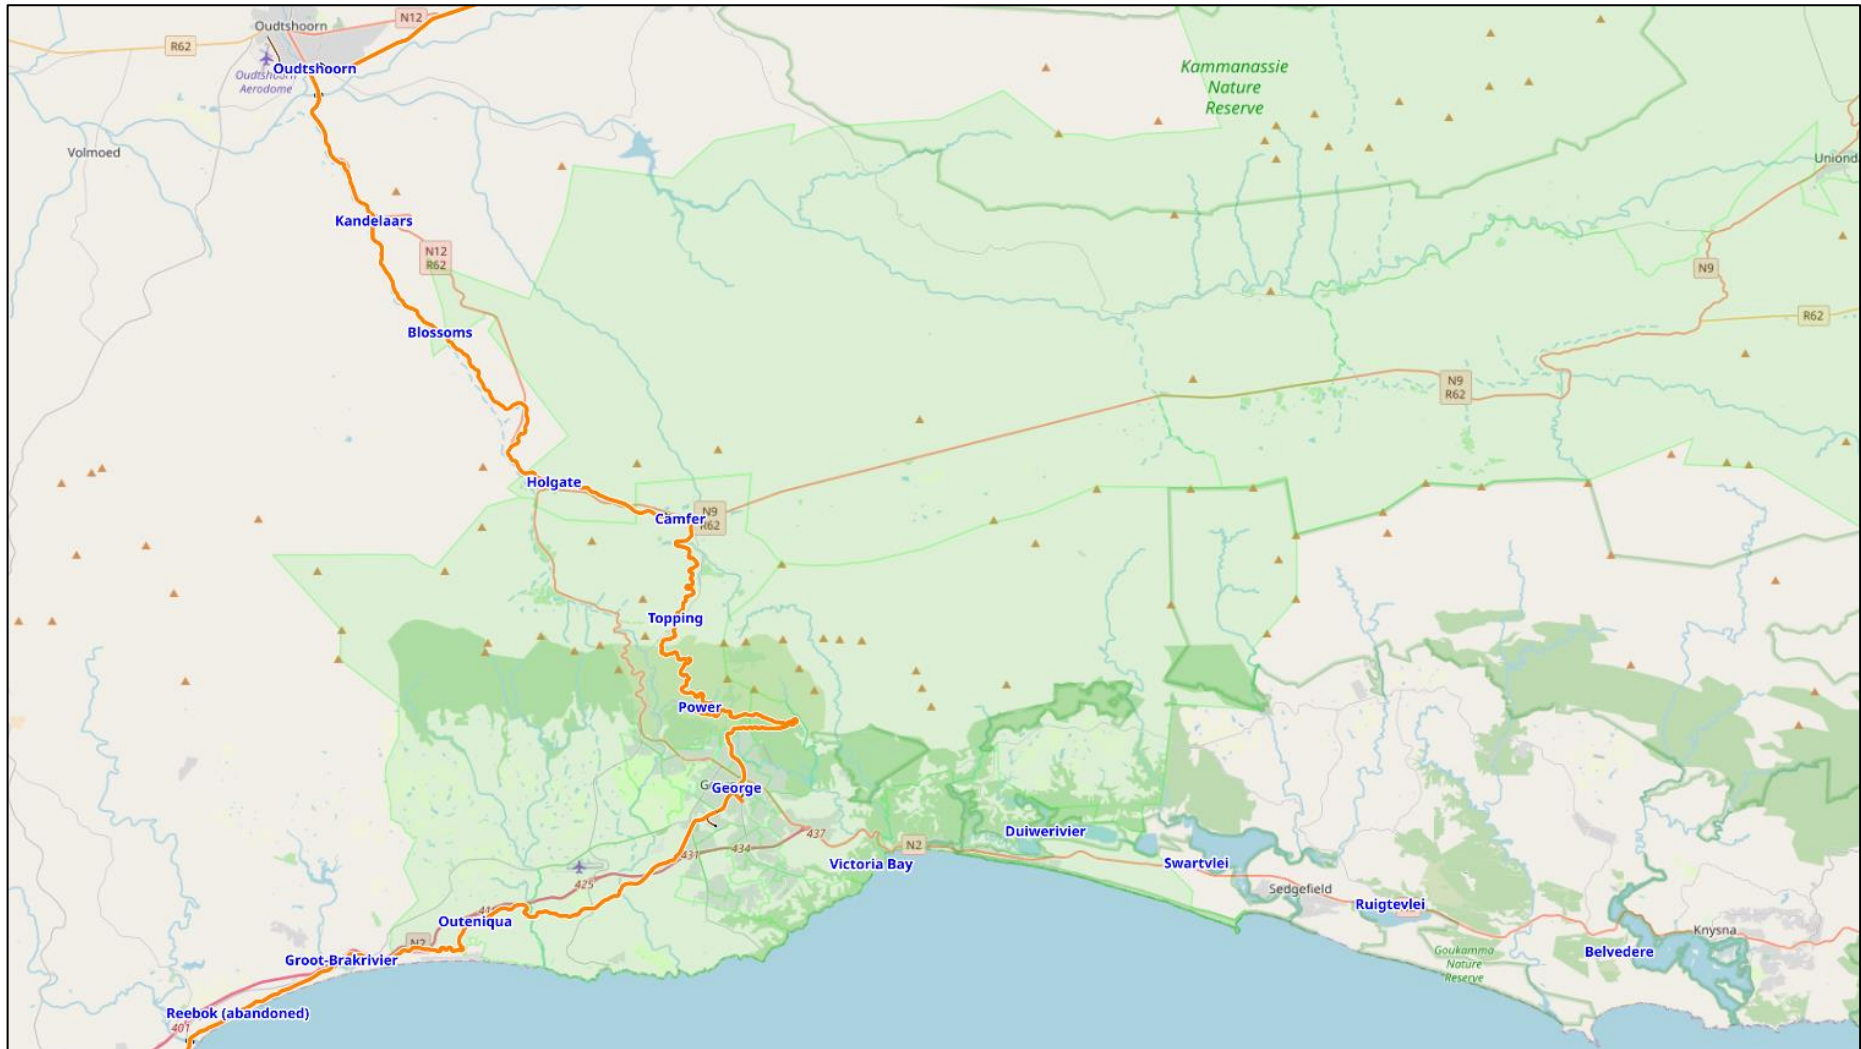 Oudtshoorn
N12
R62
Oudtshoorn
Oudtshoorn
Aerodome
Kammanassie
Nature
Reserve
Volmoed
Kandelaars
N12
R62
N9
R62
Blossoms
N9
R62
Holgate
Camfer
N9
R62
Topping
Power
George
437
434
431
N2
Duiwerivier
Victoria Bay
Swartvlei
425
Sedgefield
Ruigtevlei
Outeniqua
N2
Knysna
Belvedere
Groot-Brakrivier
Goukamma
Nature
Reserve
Reebok (abandoned)
401